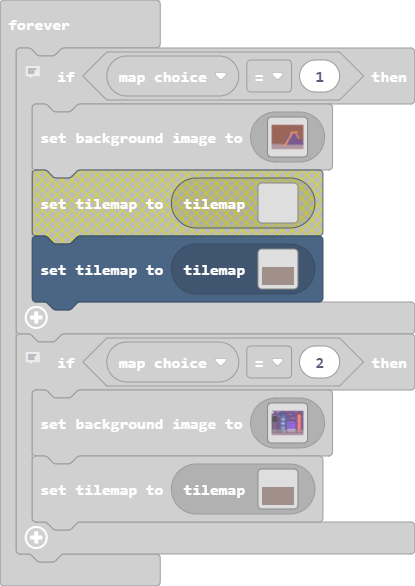 forever
if map choice = 1 then
set background image to
set tilemap to tilemap
set tilemap to tilemap
if map choice = 2 then
set background image to
set tilemap to tilemap